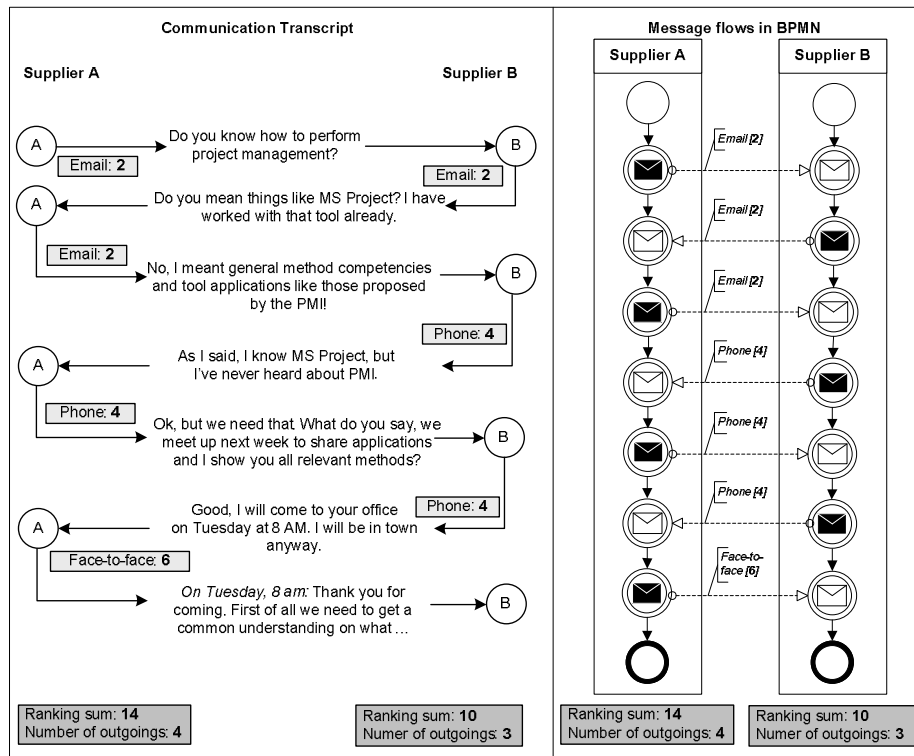 Communication Transcript
Supplier A
Supplier B
A
Do you know how to perform
project management?
B
Email: 2
Email: 2
A
Do you mean things like MS Project? I have
worked with that tool already.
Email: 2
No, I meant general method competencies
and tool applications like those proposed
by the PMI!
B
Phone: 4
A
As I said, I know MS Project, but
I've never heard about PMI.
Phone: 4
Ok, but we need that. What do you say, we
meet up next week to share applications
and I show you all relevant methods?
B
Phone: 4
A
Good, I will come to your office
on Tuesday at 8 AM. I will be in town
anyway.
Face-to-face: 6
On Tuesday, 8 am: Thank you for
coming. First of all we need to get a
common understanding on what ...
B
Ranking sum: 14
Number of outgoings: 4
Ranking sum: 10
Numer of outgoings: 3
Message flows in BPMN
Supplier A
Supplier B
Email [2]
Email [2]
Email [2]
Phone [4]
Phone [4]
Phone [4]
Face-to-
face [6]
Ranking sum: 14
Number of outgoings: 4
Ranking sum: 10
Numer of outgoings: 3